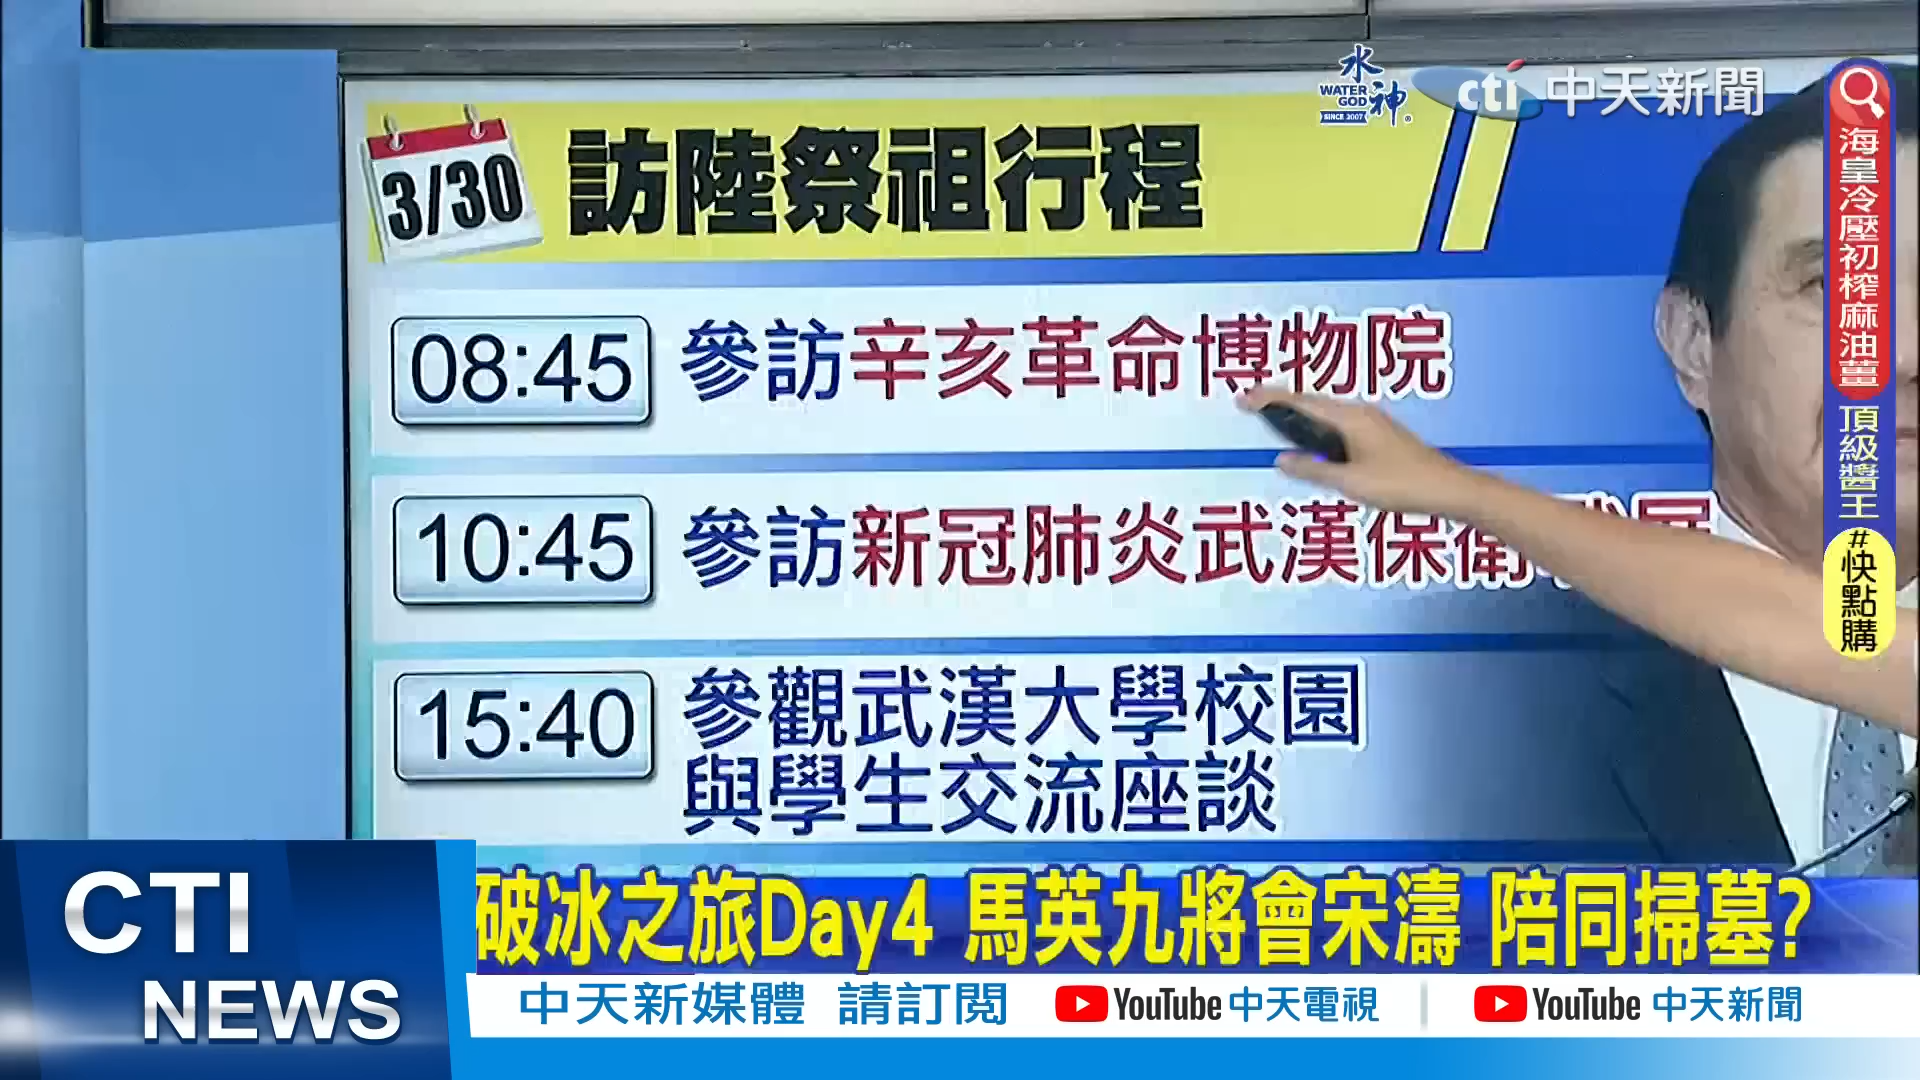 水神
WATER GOD
SINCE 2007
cti 中天新聞
3/30
訪陸祭祖行程
08:45 參訪辛亥革命博物院
10:45 參訪新冠肺炎武漢保衛戰展
15:40 參觀武漢大學校園
與學生交流座談
海皇冷壓初榨麻油薑 頂級醬王 #快點購
CTI NEWS
破冰之旅Day4 馬英九將會宋濤 陪同掃墓?
中天新媒體 請訂閱 YouTube 中天電視 | YouTube 中天新聞